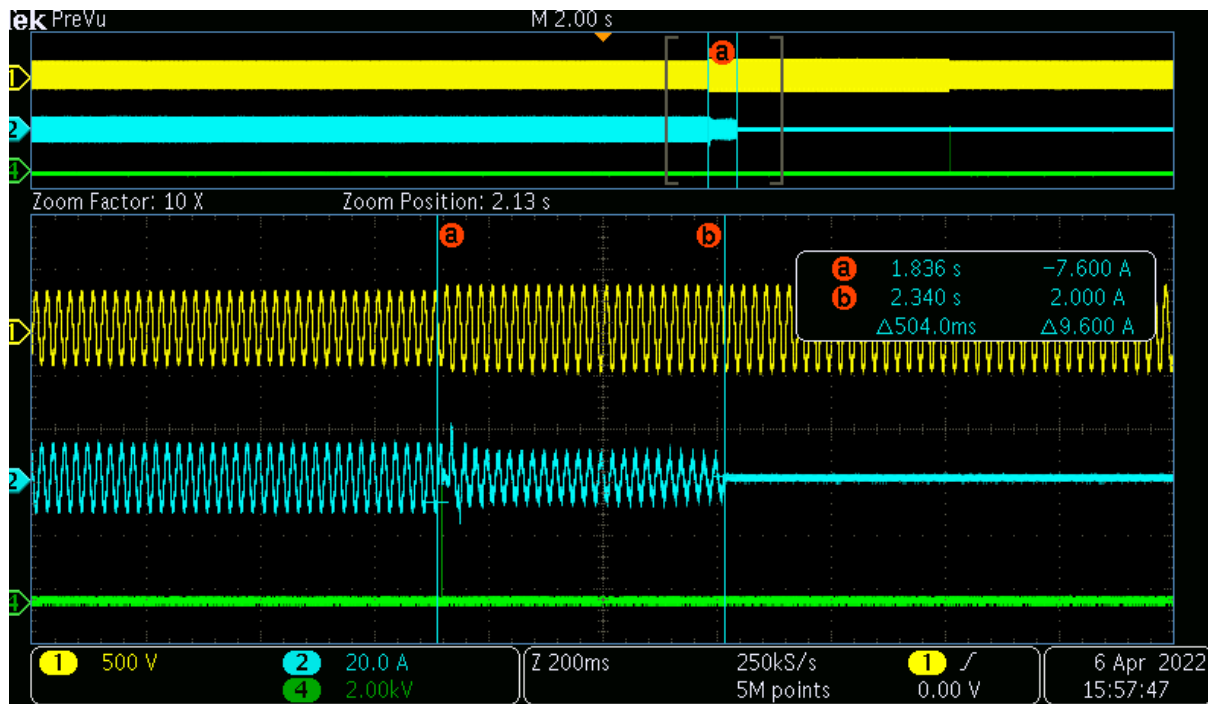 ek PreVu M 2.00 s
1
a
2
4
Zoom Factor: 10 X Zoom Position: 2.13 s
a b
a 1.836 s -7.600 A
b 2.340 s 2.000 A
Δ504.0ms Δ9.600 A
1
2
4
1 500 V 2 20.0 A Z 200ms 250kS/s 1 6 Apr 2022
4 2.00kV 5M points 0.00 V 15:57:47